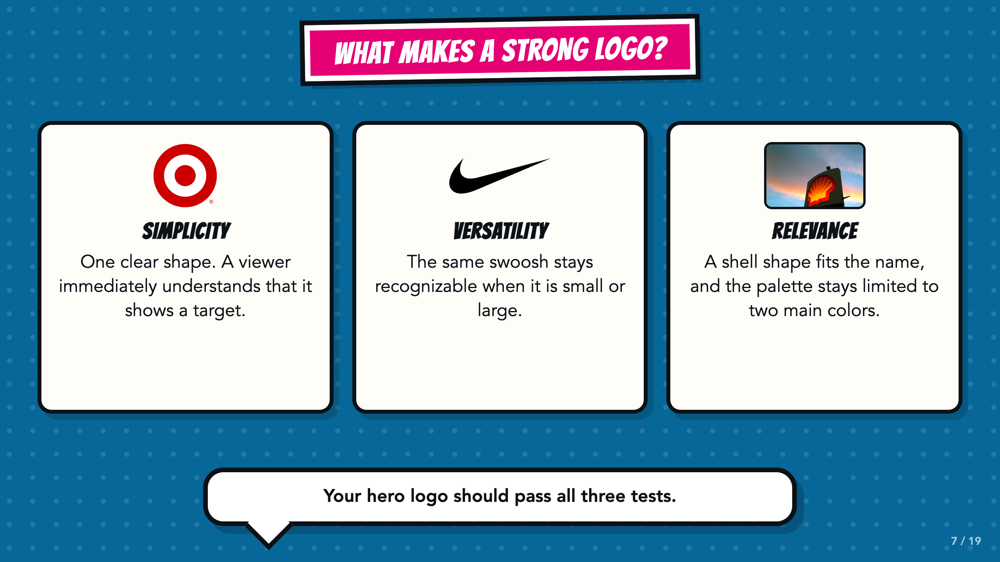 WHAT MAKES A STRONG LOGO?
®
SIMPLICITY
One clear shape. A viewer
immediately understands that it
shows a target.
VERSATILITY
The same swoosh stays
recognizable when it is small or
large.
RELEVANCE
A shell shape fits the name,
and the palette stays limited to
two main colors.
Your hero logo should pass all three tests.
7 / 19